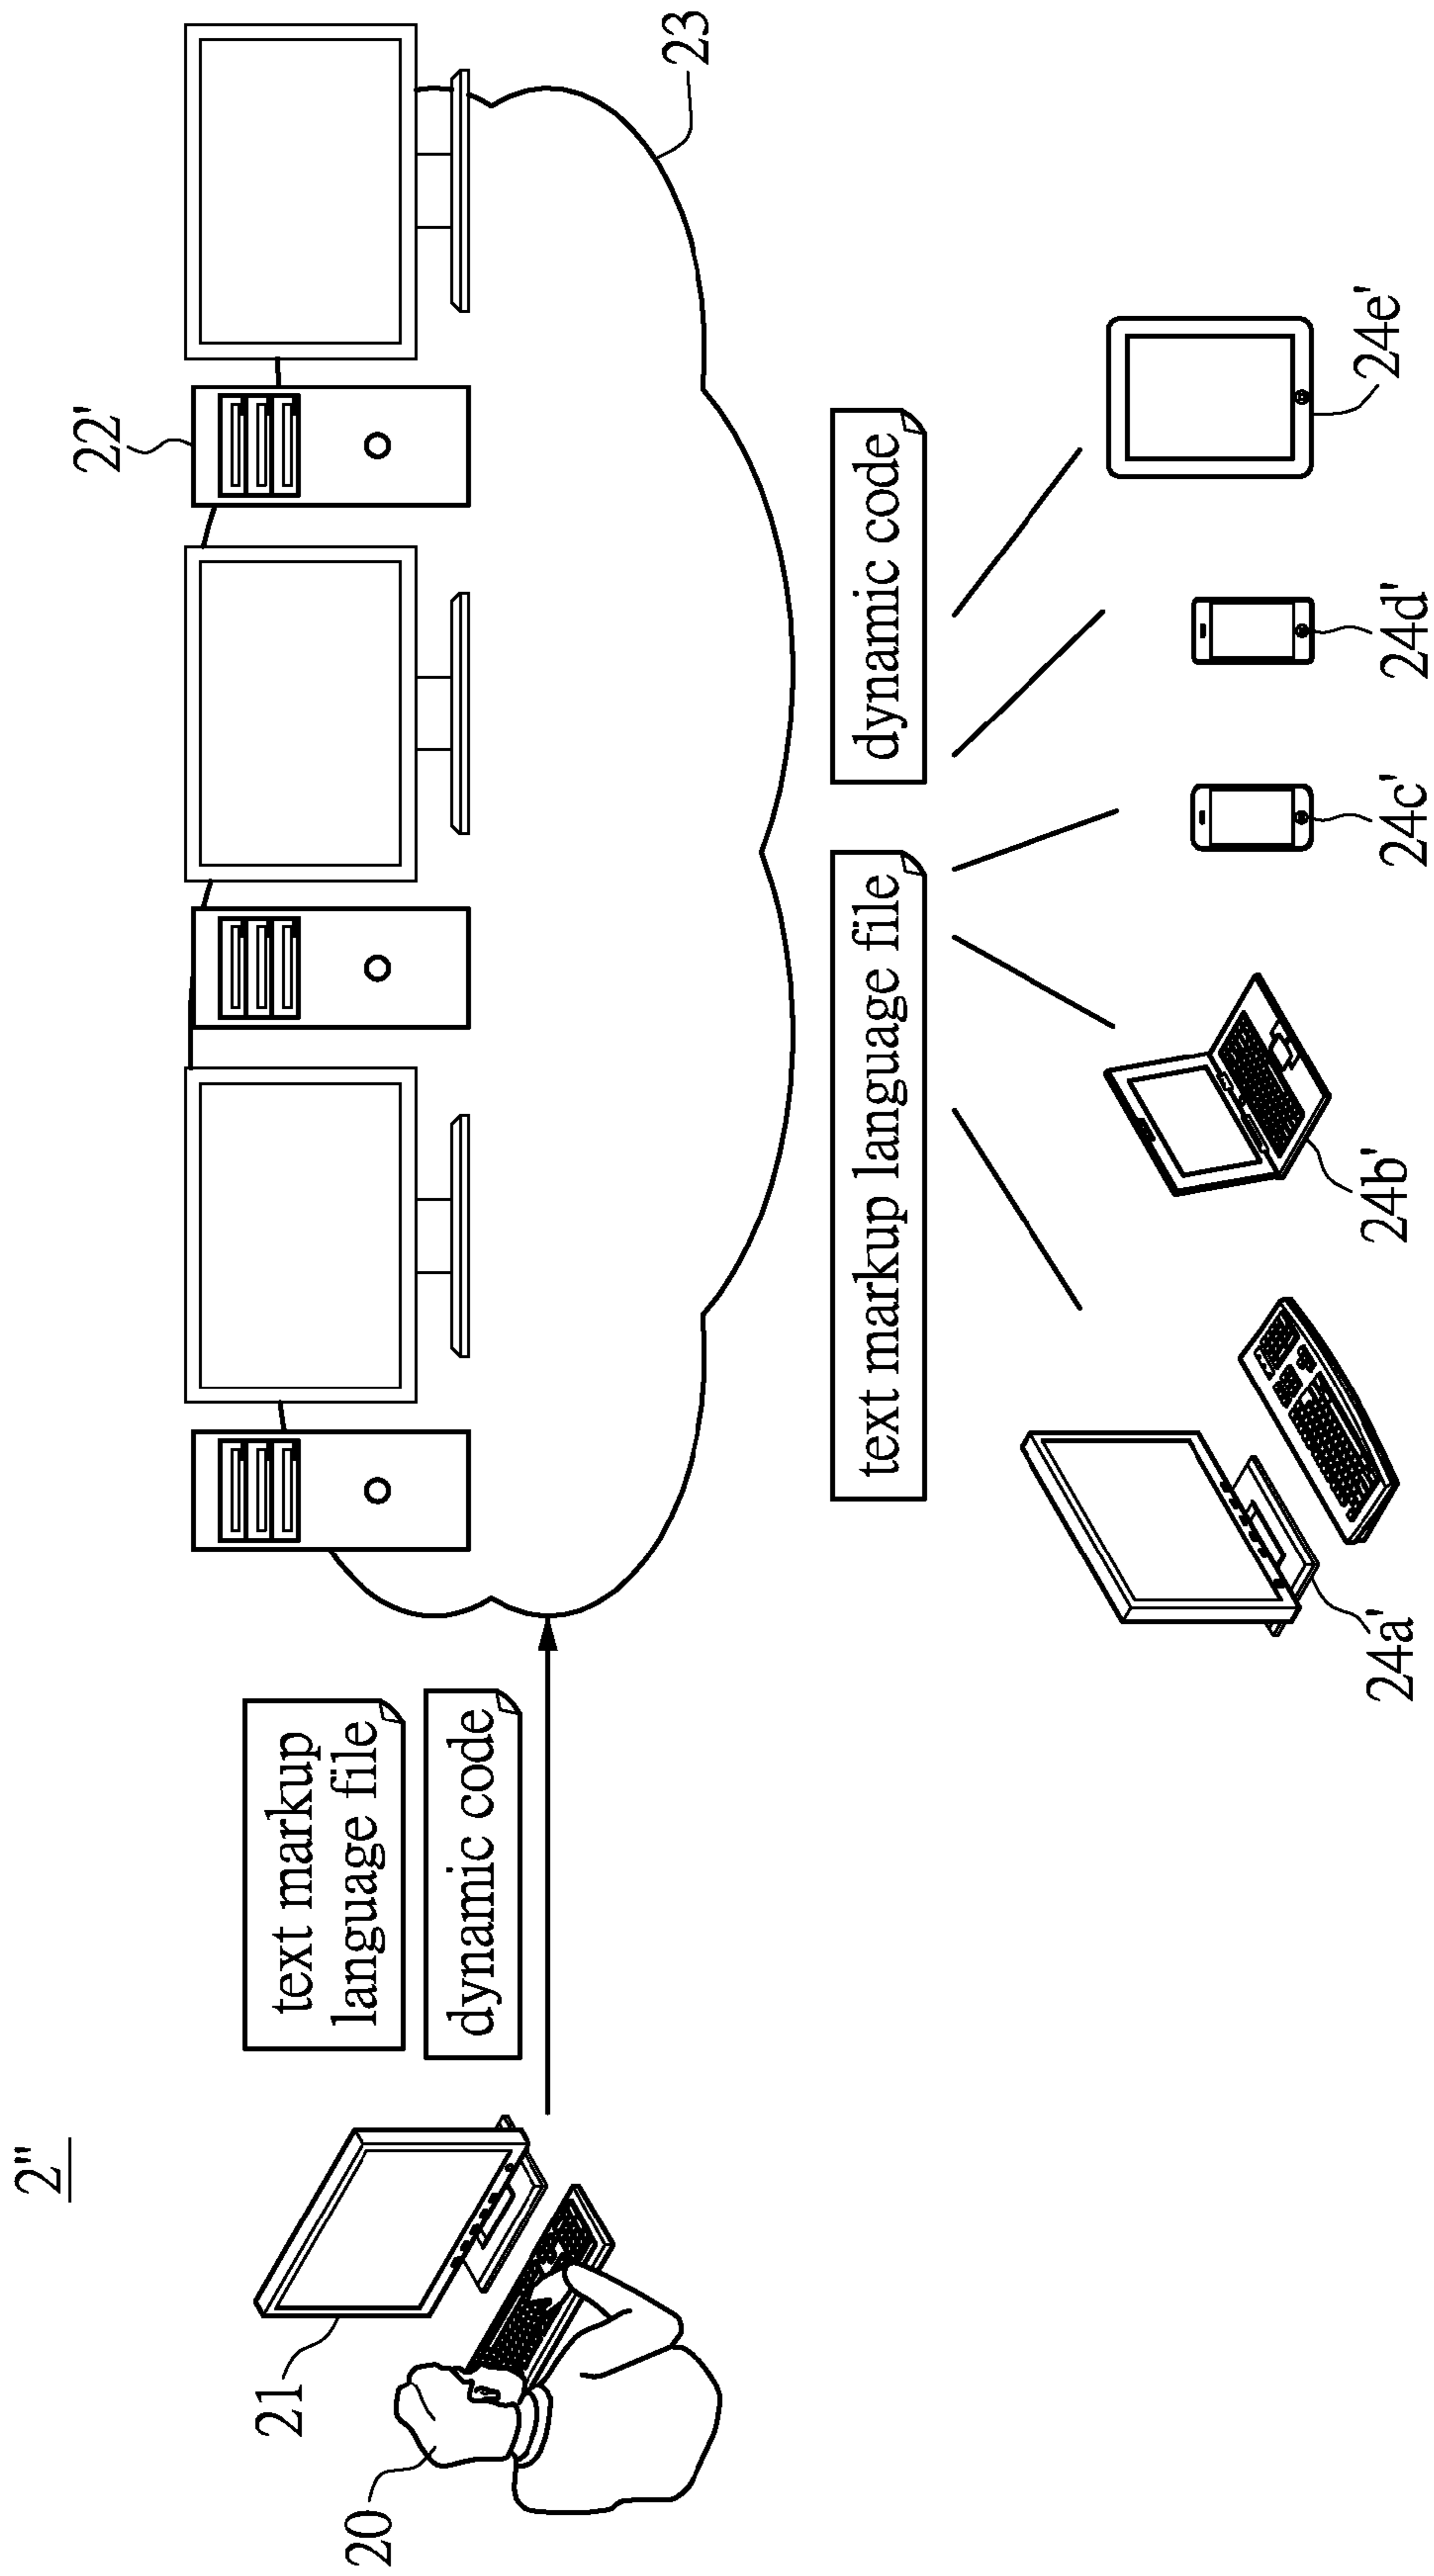 2"
22'
21
20
text markup
language file
dynamic code
23
text markup language file
dynamic code
24a'
24b'
24c'
24d'
24e'